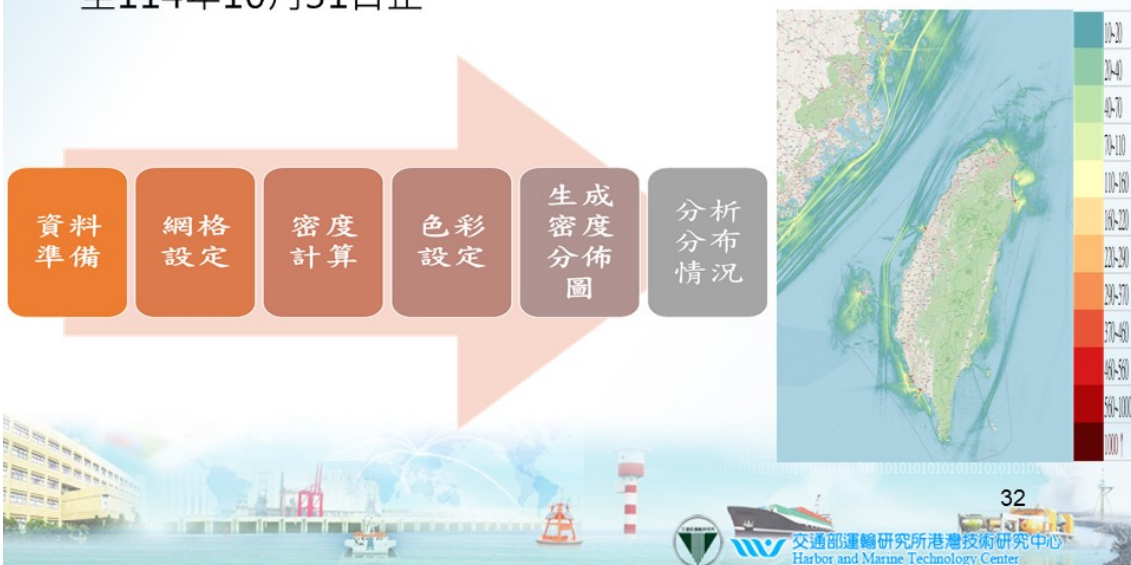 至114年10月31日止
資料
準備
網格
設定
密度
計算
色彩
設定
生成
密度
分佈
圖
分析
分布
情況
10~20
20~40
40~70
70~110
110~160
160~220
220~290
290~370
370~460
460~560
560~1000
1000↑
32
交通部運輸研究所港灣技術研究中心
Harbor and Marine Technology Center